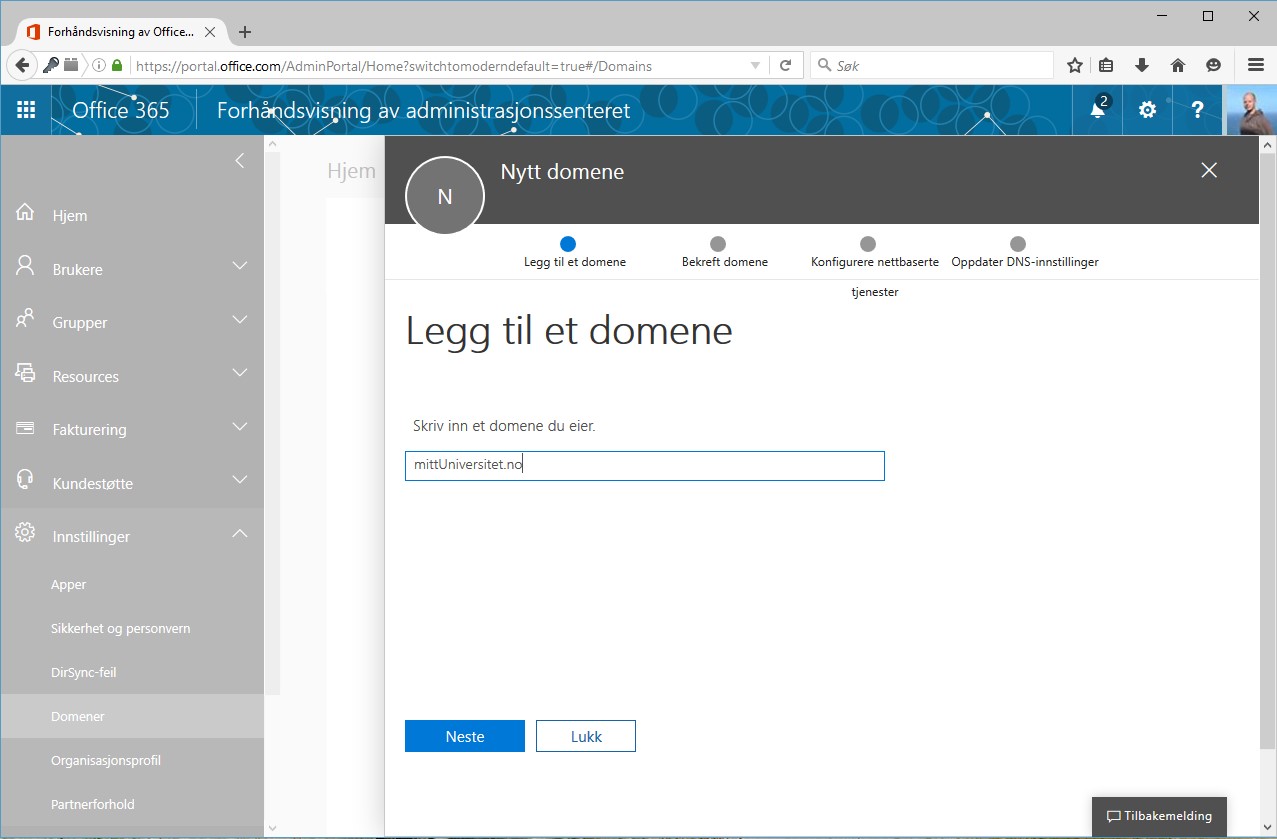 Forhåndsvisning av Office...
https://portal.office.com/AdminPortal/Home?switchtomoderndefault=true#/Domains
Søk
Office 365
Forhåndsvisning av administrasjonssenteret
2
?
Hjem
Brukere
Grupper
Resources
Fakturering
Kundestøtte
Innstillinger
Apper
Sikkerhet og personvern
DirSync-feil
Domener
Organisasjonsprofil
Partnerforhold
Hjem
N
Nytt domene
Legg til et domene
Bekreft domene
Konfigurere nettbaserte
tjenester
Oppdater DNS-innstillinger
Legg til et domene
Skriv inn et domene du eier.
mittUniversitet.no
Neste
Lukk
Tilbakemelding